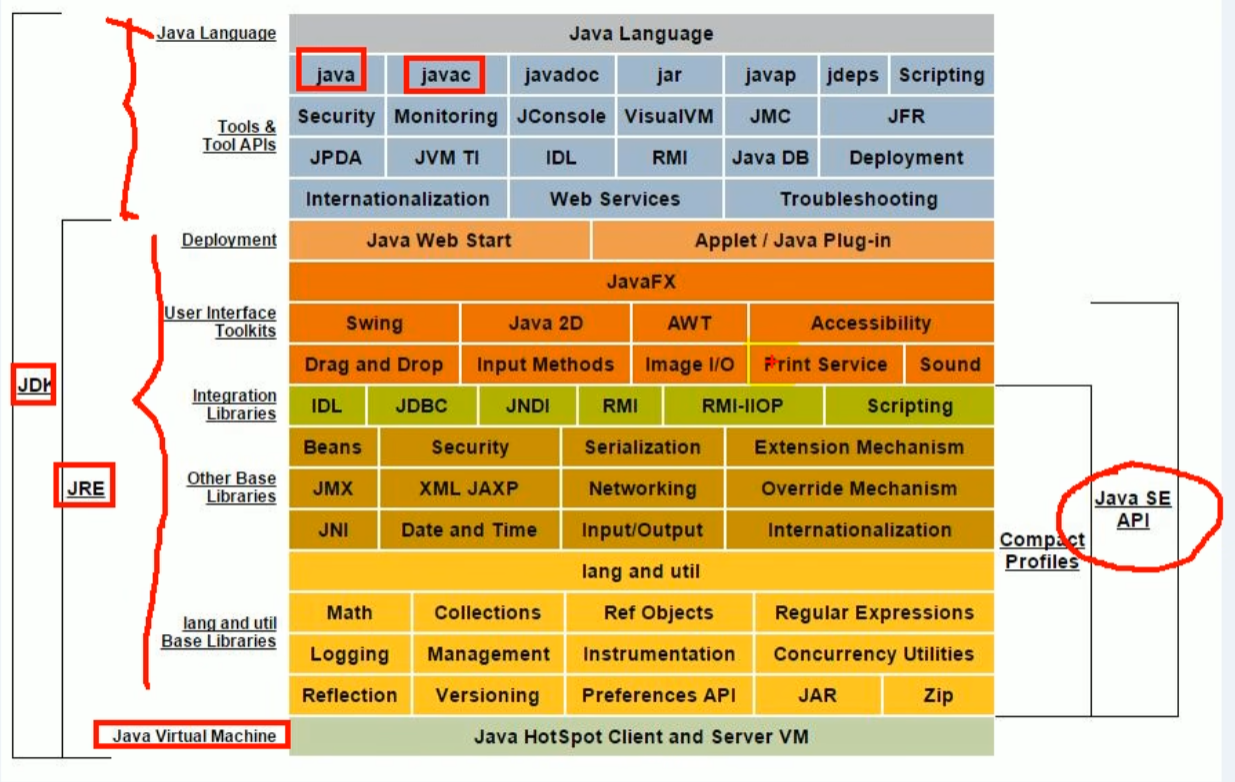 Java Language Java Language
java javac javadoc jar javap jdeps Scripting
Tools &
Tool APIs
Security Monitoring JConsole VisualVM JMC JFR
JPDA JVM TI IDL RMI Java DB Deployment
Internationalization Web Services Troubleshooting
Deployment Java Web Start Applet / Java Plug-in
JavaFX
User Interface
Toolkits
Swing Java 2D AWT Accessibility
Drag and Drop Input Methods Image I/O Print Service Sound
JDK
Integration
Libraries
IDL JDBC JNDI RMI RMI-IIOP Scripting
Beans Security Serialization Extension Mechanism
JRE
Other Base
Libraries
JMX XML JAXP Networking Override Mechanism
Java SE
API
JNI Date and Time Input/Output Internationalization
Compact
Profiles
lang and util
lang and util
Base Libraries
Math Collections Ref Objects Regular Expressions
Logging Management Instrumentation Concurrency Utilities
Reflection Versioning Preferences API JAR Zip
Java Virtual Machine Java HotSpot Client and Server VM